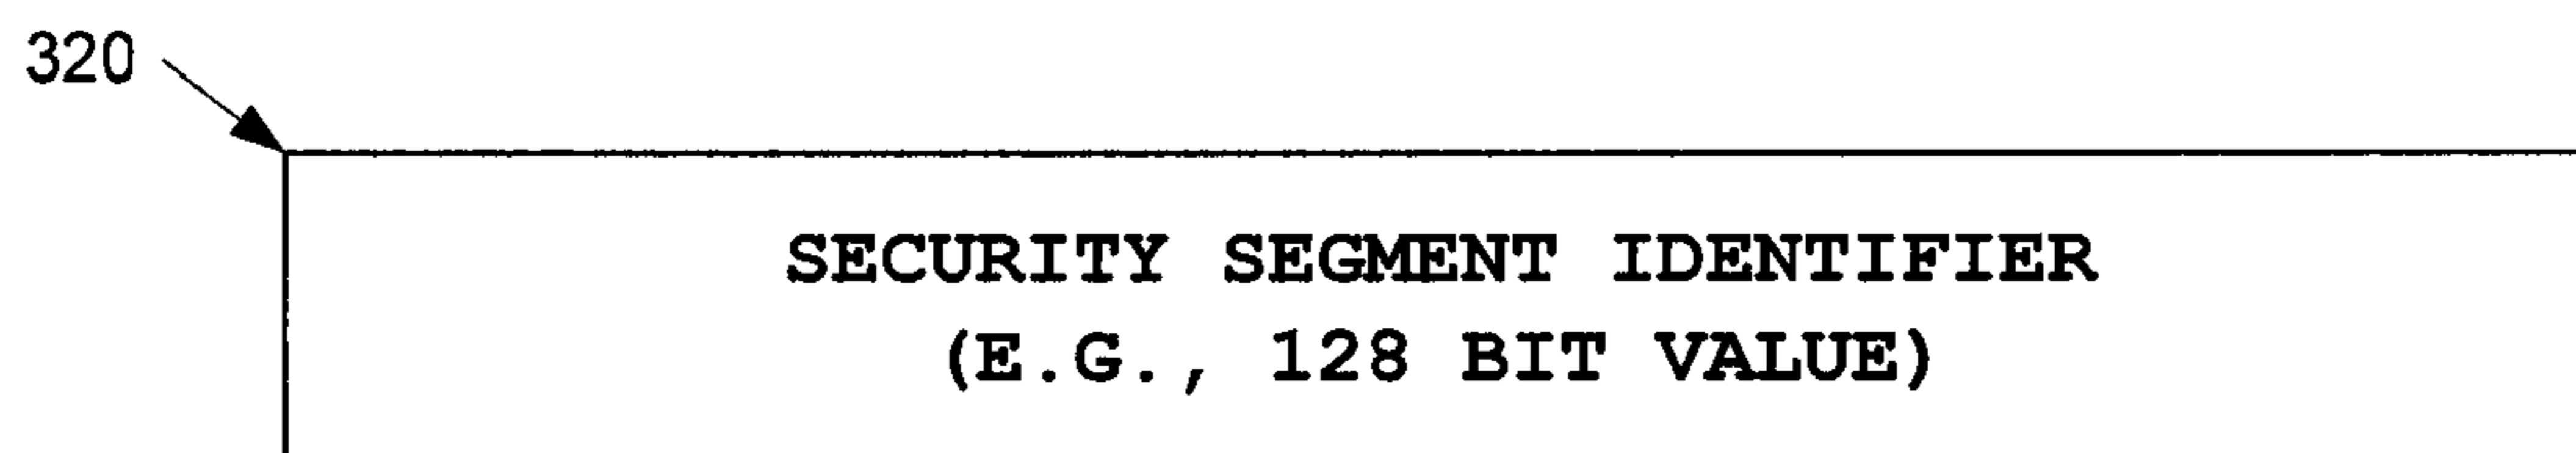 320
SECURITY SEGMENT IDENTIFIER
(E.G., 128 BIT VALUE)